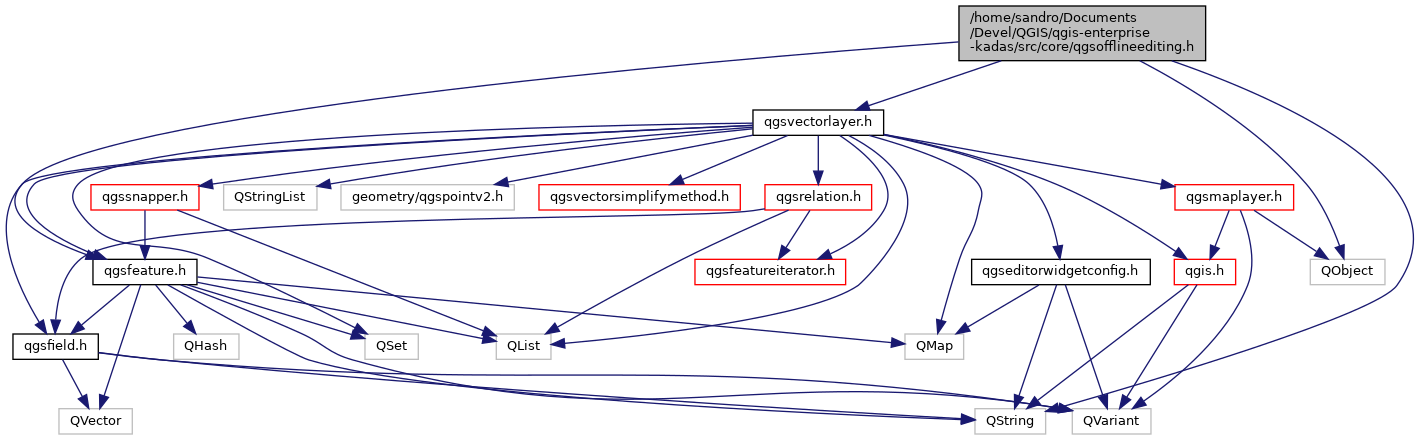 /home/sandro/Documents
/Devel/QGIS/qgis-enterprise
-kadas/src/core/qgsofflineediting.h
qgsvectorlayer.h
qgssnapper.h
QStringList
geometry/qgspointv2.h
qgsvectorsimplifymethod.h
qgsrelation.h
qgsmaplayer.h
qgsfeature.h
qgsfeatureiterator.h
qgseditorwidgetconfig.h
qgis.h
QObject
qgsfield.h
QHash
QSet
QList
QMap
QVector
QString
QVariant